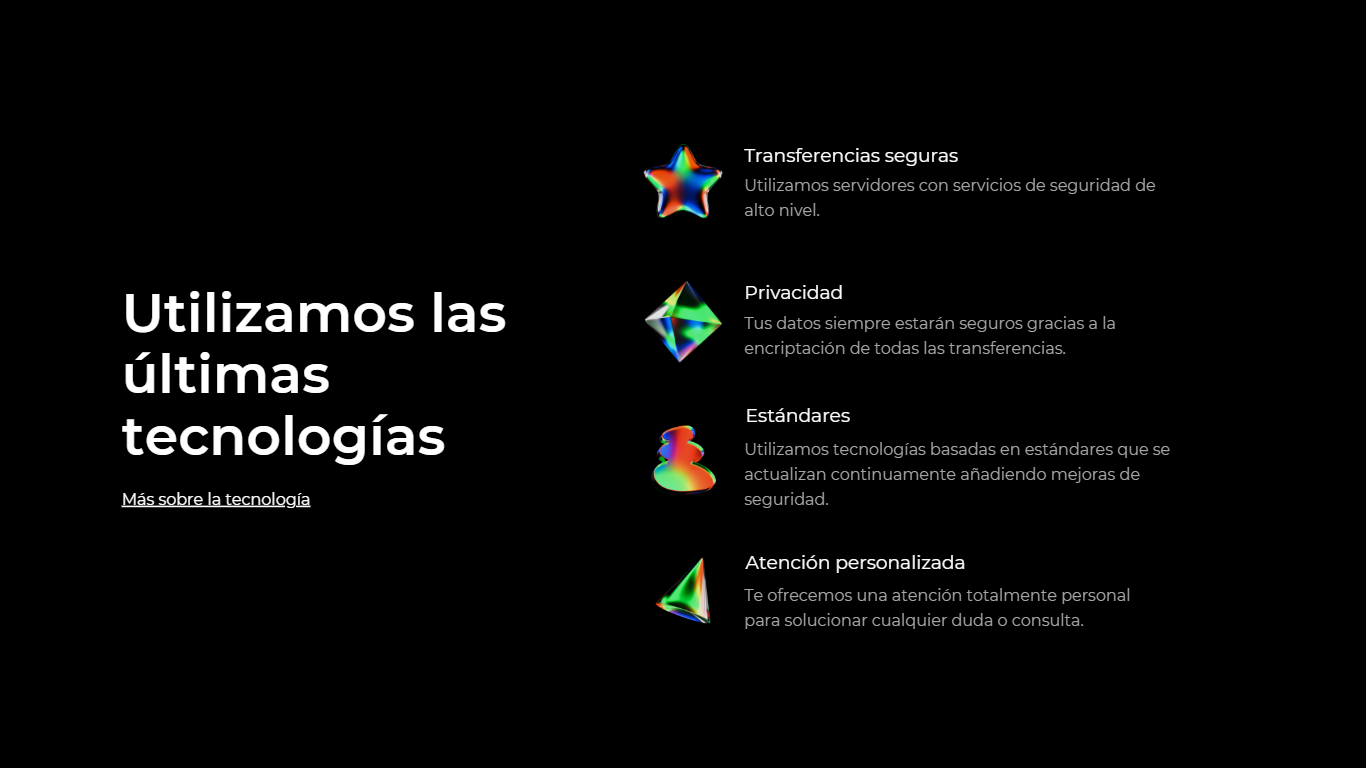 Utilizamos las
últimas
tecnologías
Más sobre la tecnología
Transferencias seguras
Utilizamos servidores con servicios de seguridad de
alto nivel.
Privacidad
Tus datos siempre estarán seguros gracias a la
encriptación de todas las transferencias.
Estándares
Utilizamos tecnologías basadas en estándares que se
actualizan continuamente añadiendo mejoras de
seguridad.
Atención personalizada
Te ofrecemos una atención totalmente personal
para solucionar cualquier duda o consulta.